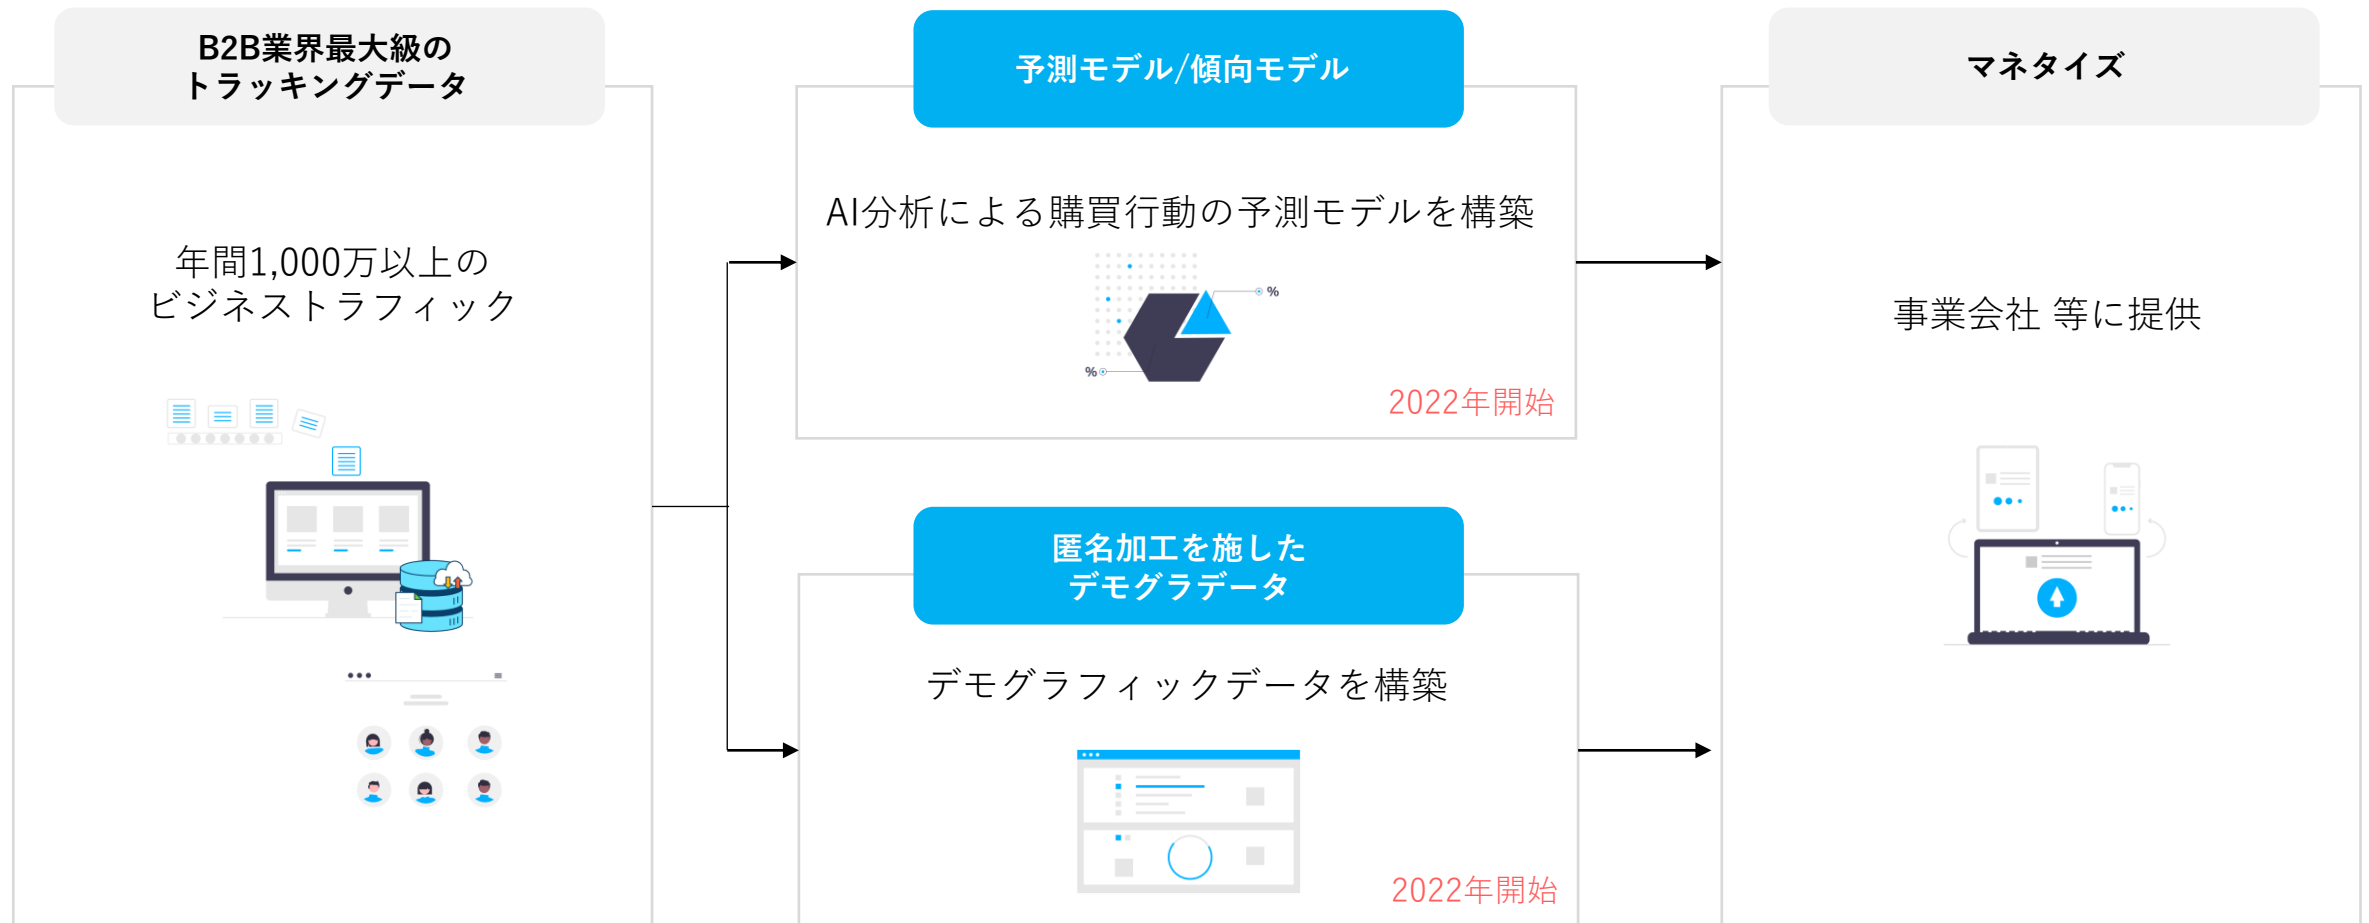 B2B業界最大級の
トラッキングデータ
年間1,000万以上の
ビジネストラフィック
予測モデル/傾向モデル
AI分析による購買行動の予測モデルを構築
%
%
2022年開始
匿名加工を施した
デモグラデータ
デモグラフィックデータを構築
2022年開始
マネタイズ
事業会社 等に提供